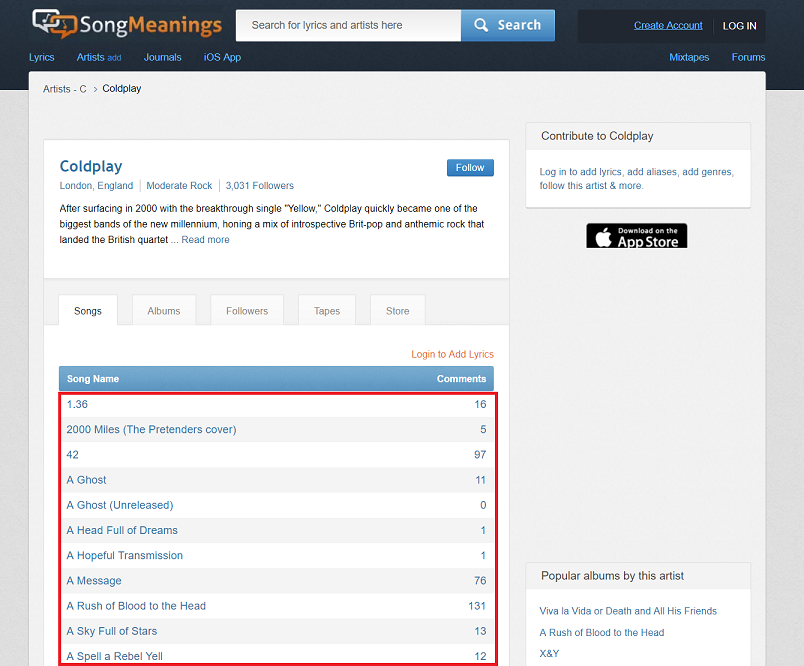 SongMeanings
Search for lyrics and artists here
Search
Create Account
LOG IN
Lyrics
Artists add
Journals
iOS App
Mixtapes
Forums
Artists - C > Coldplay
Coldplay
Follow
London, England | Moderate Rock | 3,031 Followers
After surfacing in 2000 with the breakthrough single "Yellow," Coldplay quickly became one of the
biggest bands of the new millennium, honing a mix of introspective Brit-pop and anthemic rock that
landed the British quartet ... Read more
Songs
Albums
Followers
Tapes
Store
Login to Add Lyrics
Song Name Comments
1.36 16
2000 Miles (The Pretenders cover) 5
42 97
A Ghost 11
A Ghost (Unreleased) 0
A Head Full of Dreams 1
A Hopeful Transmission 1
A Message 76
A Rush of Blood to the Head 131
A Sky Full of Stars 13
A Spell a Rebel Yell 12
Contribute to Coldplay
Log in to add lyrics, add aliases, add genres,
follow this artist & more.
Download on the
App Store
Popular albums by this artist
Viva la Vida or Death and All His Friends
A Rush of Blood to the Head
X&Y